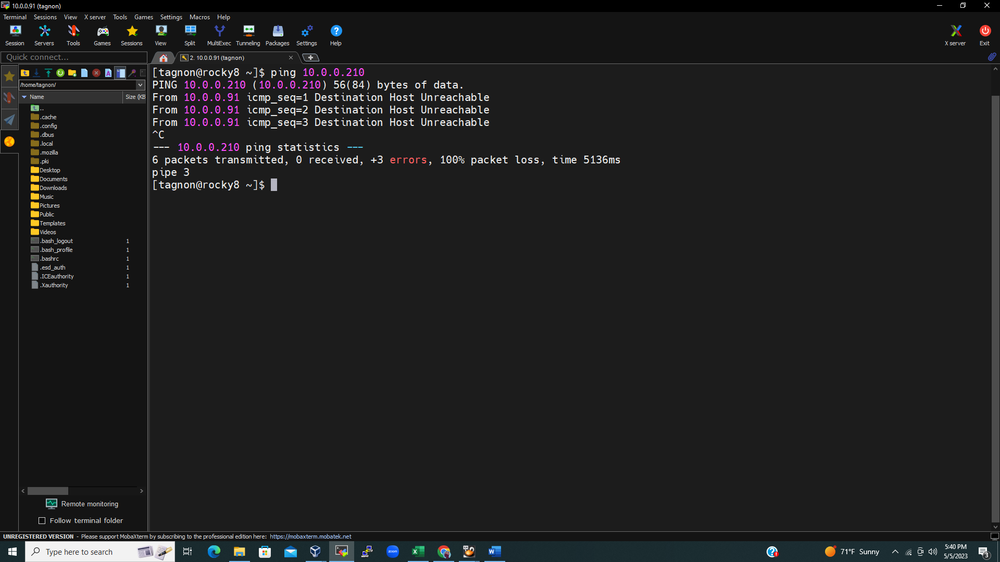 10.0.0.91 (tagnon)
Terminal Sessions View X server Tools Games Settings Macros Help
Session Servers Tools Games Sessions View Split MultiExec Tunneling Packages Settings Help X server Exit
Quick connect...
2. 10.0.0.91 (tagnon)
/home/tagnon/
Name Size (KB
..
.cache
.config
.dbus
.local
.mozilla
.pki
Desktop
Documents
Downloads
Music
Pictures
Public
Templates
Videos
.bash_logout 1
.bash_profile 1
.bashrc 1
.esd_auth 1
.ICEauthority 1
.Xauthority 1
Remote monitoring
Follow terminal folder
[tagnon@rocky8 ~]$ ping 10.0.0.210
PING 10.0.0.210 (10.0.0.210) 56(84) bytes of data.
From 10.0.0.91 icmp_seq=1 Destination Host Unreachable
From 10.0.0.91 icmp_seq=2 Destination Host Unreachable
From 10.0.0.91 icmp_seq=3 Destination Host Unreachable
^C
--- 10.0.0.210 ping statistics ---
6 packets transmitted, 0 received, +3 errors, 100% packet loss, time 5136ms
pipe 3
[tagnon@rocky8 ~]$
UNREGISTERED VERSION - Please support MobaXterm by subscribing to the professional edition here: https://mobaxterm.mobatek.net
Type here to search
zoom
71°F Sunny
5:40 PM
5/5/2023
3